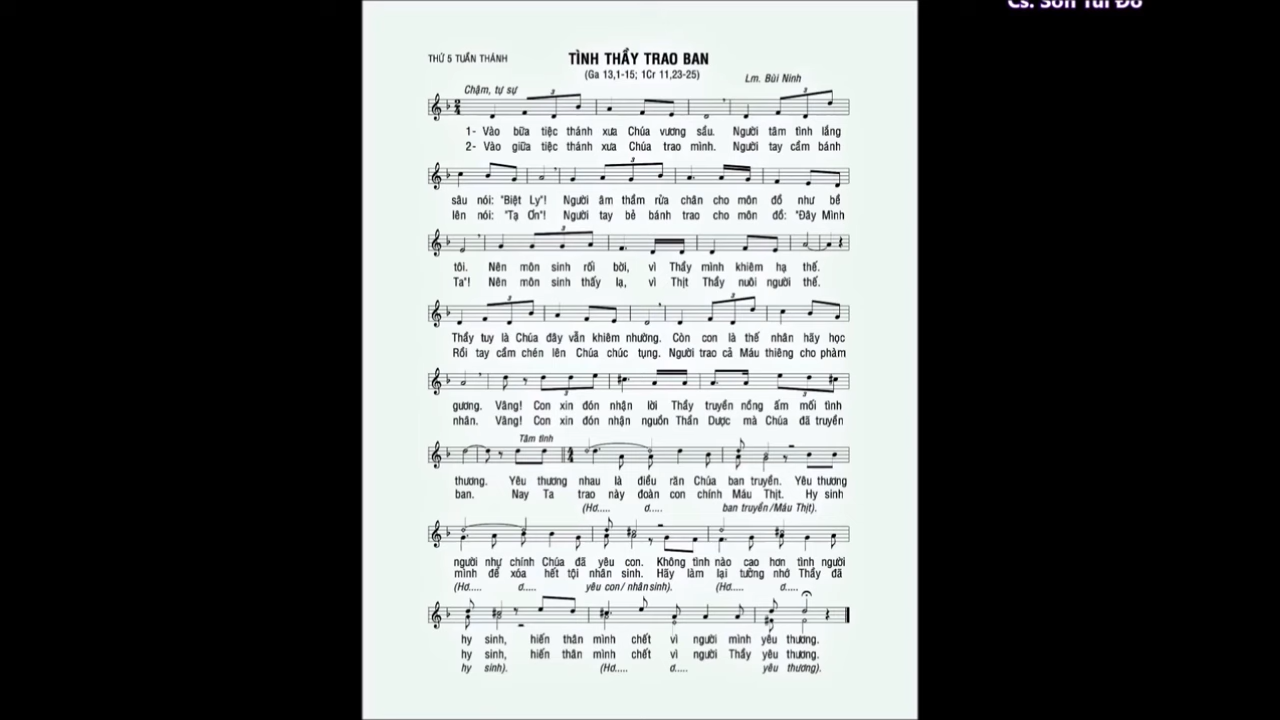 Cs. Sơn Túi Đỏ
THỨ 5 TUẦN THÁNH
TÌNH THẦY TRAO BAN
(Ga 13,1-15; 1Cr 11,23-25)
Lm. Bùi Ninh
Chậm, tự sự
1- Vào bữa tiệc thánh xưa Chúa vương sầu. Người tâm tình lắng
2- Vào giữa tiệc thánh xưa Chúa trao mình. Người tay cầm bánh
sâu nói: "Biệt Ly"! Người âm thầm rửa chân cho môn đồ như bề
lên nói: "Tạ Ơn"! Người tay bẻ bánh trao cho môn đồ: "Đây Mình
tôi. Nên môn sinh rối bời, vì Thầy mình khiêm hạ thế.
Ta"! Nên môn sinh thấy lạ, vì Thịt Thầy nuôi người thế.
Thầy tuy là Chúa đây vẫn khiêm nhường. Còn con là thế nhân hãy học
Rồi tay cầm chén lên Chúa chúc tụng. Người trao cả Máu thiêng cho phàm
gương. Vâng! Con xin đón nhận lời Thầy truyền nồng ấm mối tình
nhân. Vâng! Con xin đón nhận nguồn Thần Dược mà Chúa đã truyền
Tâm tình
thương. Yêu thương nhau là điều răn Chúa ban truyền. Yêu thương
ban. Nay Ta trao này đoàn con chính Máu Thịt. Hy sinh
(Hơ..... ơ..... ban truyền/Máu Thịt).
người như chính Chúa đã yêu con. Không tình nào cao hơn tình người
mình để xóa hết tội nhân sinh. Hãy làm lại tưởng nhớ Thầy đã
(Hơ..... ơ..... yêu con/ nhân sinh). (Hơ..... ơ.....
hy sinh, hiến thân mình chết vì người mình yêu thương.
hy sinh, hiến thân mình chết vì người Thầy yêu thương.
hy sinh). (Hơ..... ơ..... yêu thương).